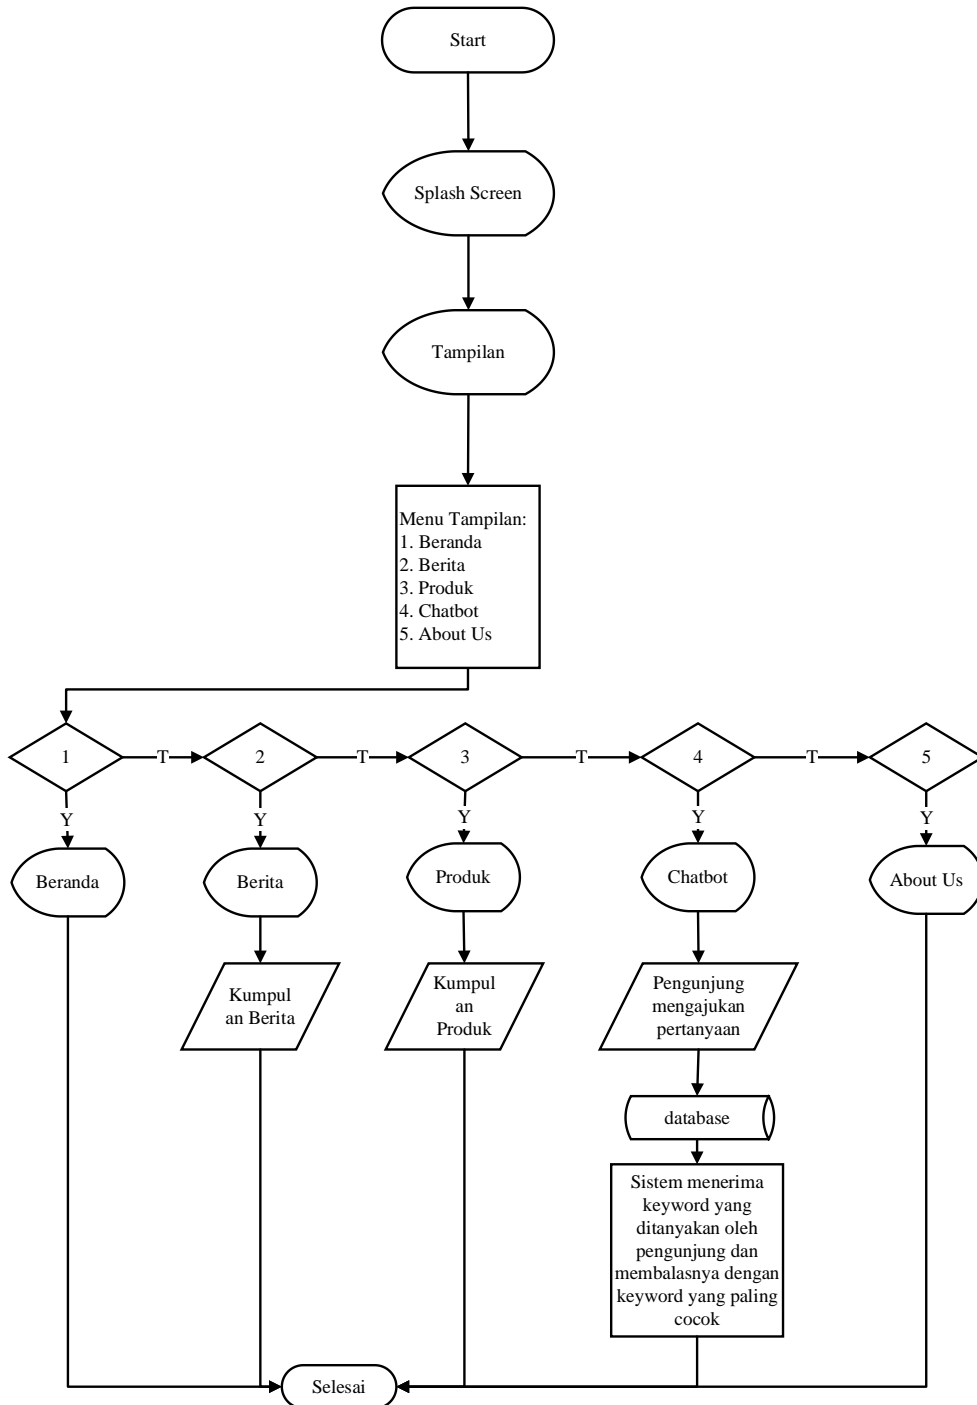 Start
Splash Screen
Tampilan
Menu Tampilan:
1. Beranda
2. Berita
3. Produk
4. Chatbot
5. About Us
1
T
2
T
3
T
4
T
5
Y
Y
Y
Y
Y
Beranda
Berita
Produk
Chatbot
About Us
Kumpul
an Berita
Kumpul
an
Produk
Pengunjung
mengajukan
pertanyaan
database
Sistem menerima
keyword yang
ditanyakan oleh
pengunjung dan
membalasnya dengan
keyword yang paling
cocok
Selesai